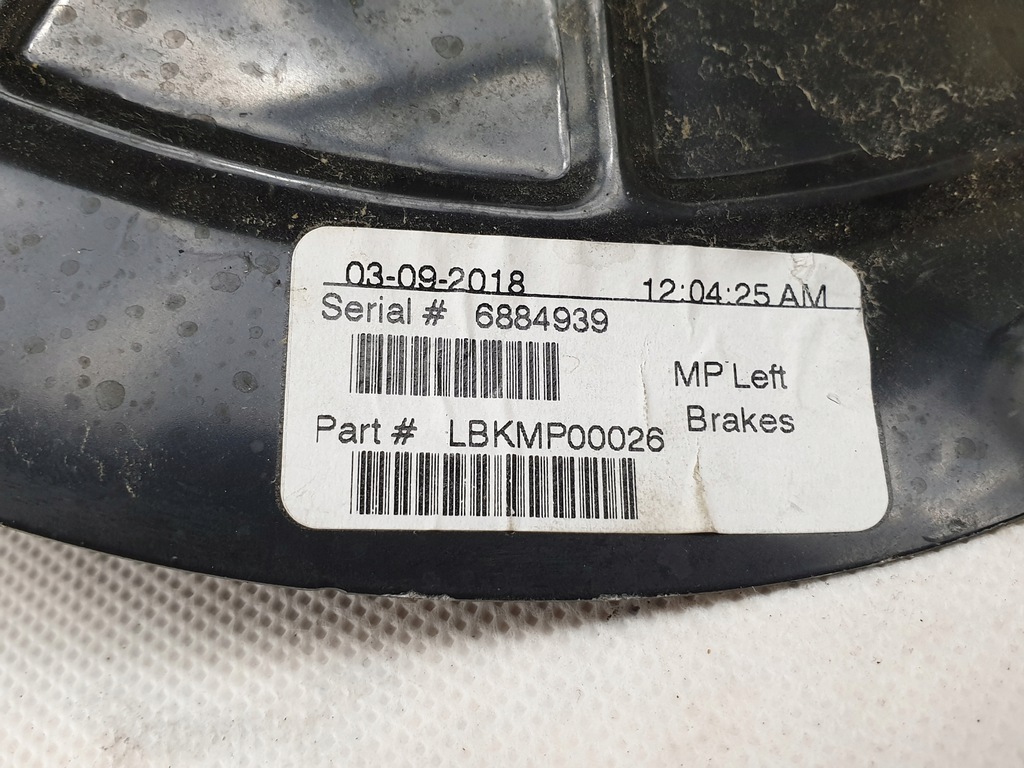 03-09-2018 12:04:25 AM
Serial # 6884939
MP Left
Brakes
Part # LBKMP00026